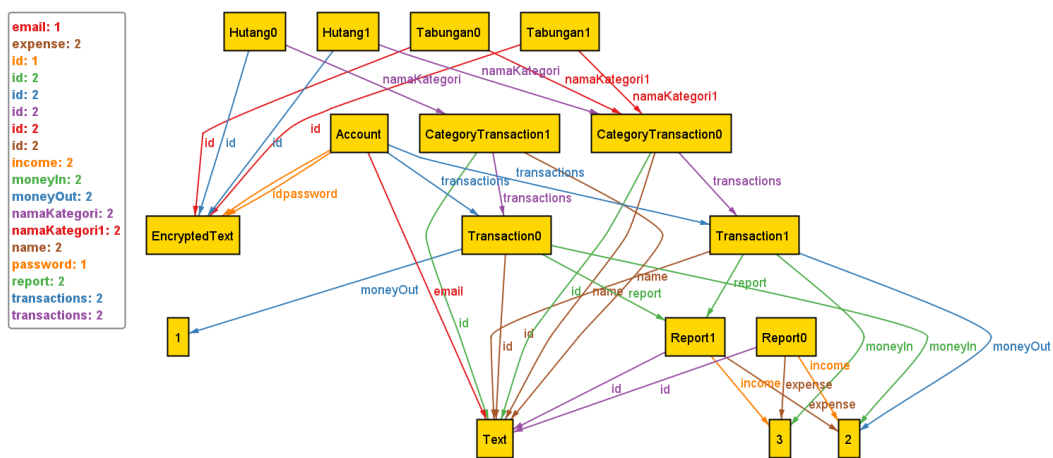 email: 1
expense: 2
id: 1
id: 2
id: 2
id: 2
id: 2
id: 2
income: 2
moneyIn: 2
moneyOut: 2
namaKategori: 2
namaKategori1: 2
name: 2
password: 1
report: 2
transactions: 2
transactions: 2
Hutang0
Hutang1
Tabungan0
Tabungan1
namaKategori
namaKategori
namaKategori1
namaKategori1
id
id
id
id
Account
CategoryTransaction1
CategoryTransaction0
idpassword
transactions
transactions
transactions
transactions
EncryptedText
Transaction0
Transaction1
moneyOut
email
id
id
id
id
name
name
report
report
1
Report1
Report0
moneyIn
moneyIn
moneyOut
income
income
expense
expense
id
id
Text
3
2